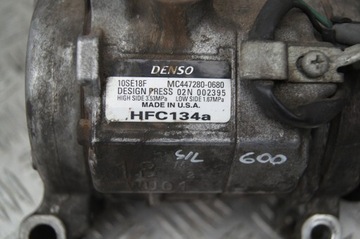 DENSO
10SE18F MC447280-0680
DESIGN PRESS 02N 002395
HIGH SIDE 3.53MPa LOW SIDE 1.67MPa
MADE IN U.S.A.
HFC134a
S/L 600